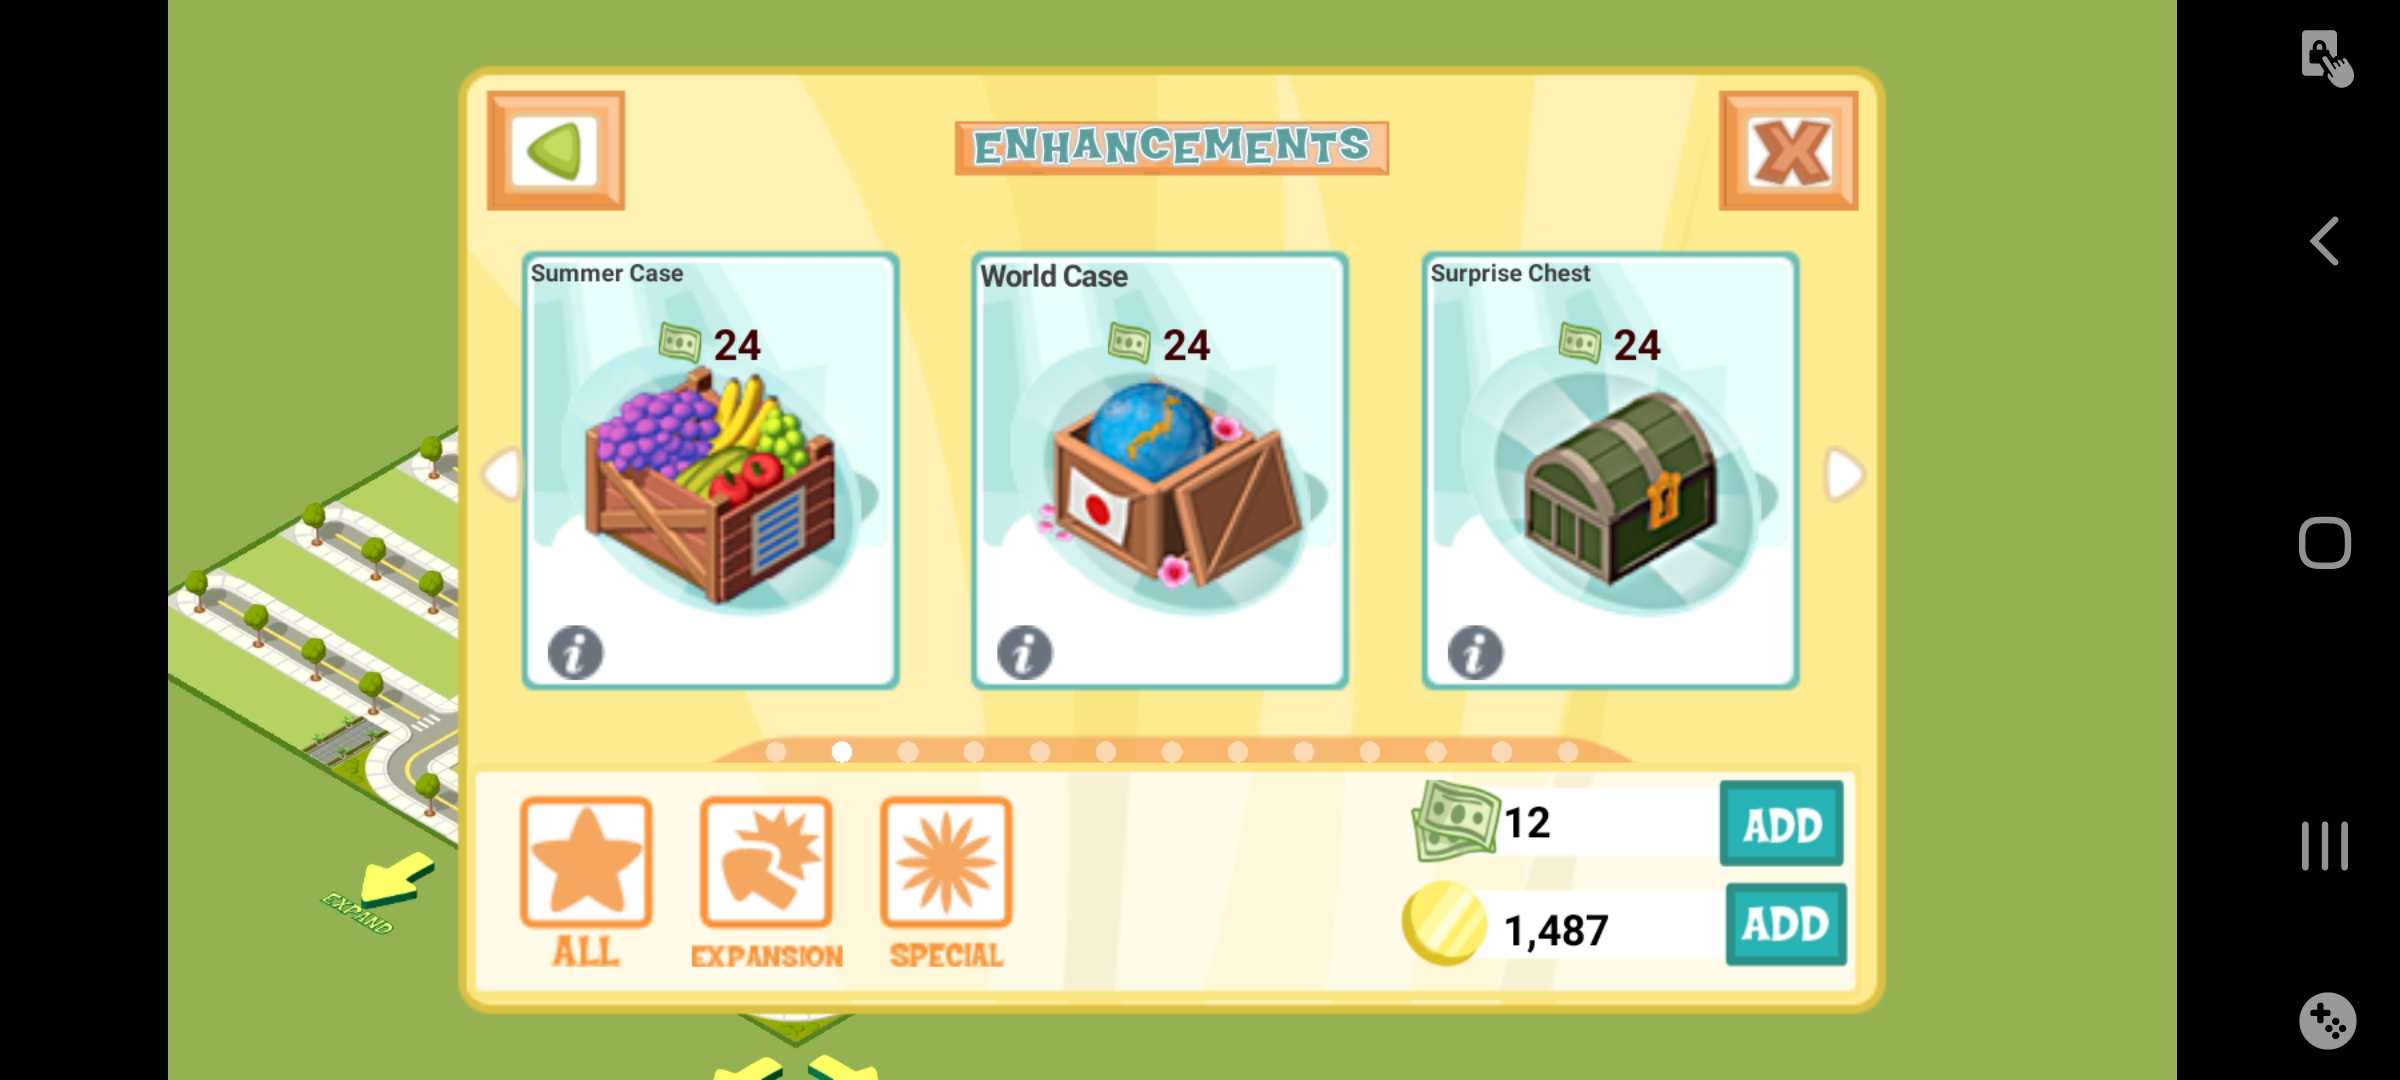 ENHANCEMENTS
Summer Case
24
World Case
24
Surprise Chest
24
i
i
i
ALL
EXPANSION
SPECIAL
12
ADD
1,487
ADD
EXPAND